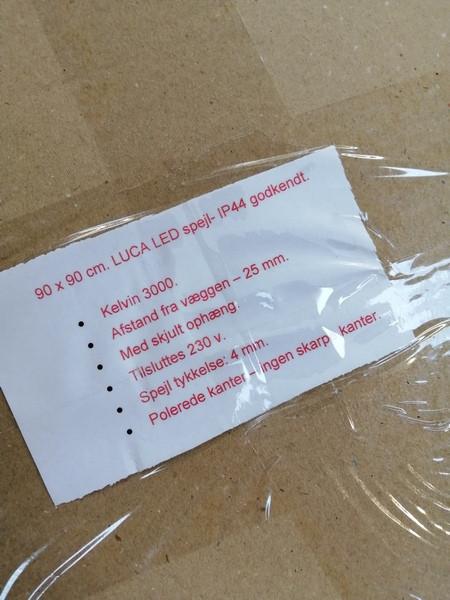 90 x 90 cm. LUCA LED spejl- IP44 godkendt.
• Kelvin 3000.
• Afstand fra væggen – 25 mm.
• Med skjult ophæng.
• Tilsluttes 230 v.
• Spejl tykkelse: 4 mm.
• Polerede kanter – ingen skarp kanter.